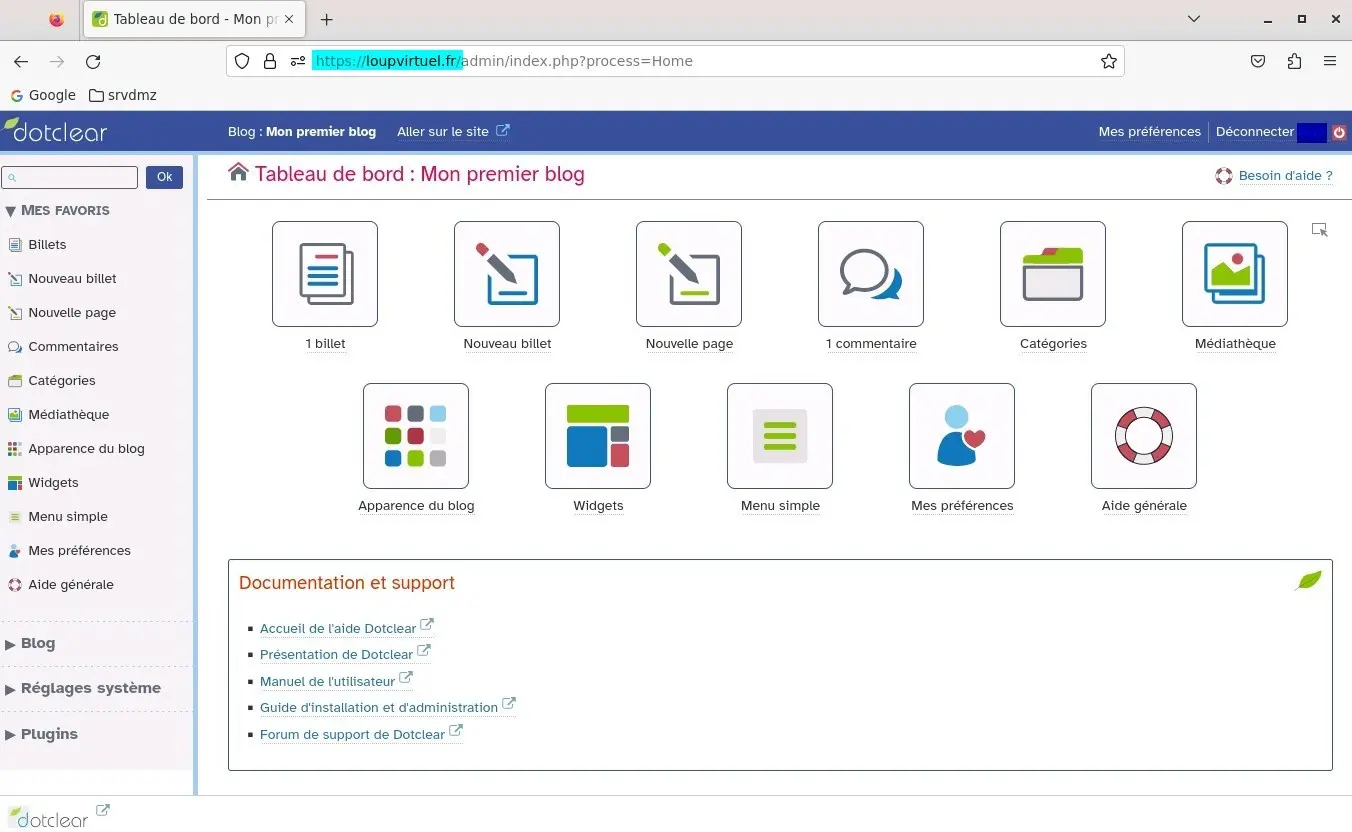 Tableau de bord - Mon pr
https://loupvirtuel.fr/admin/index.php?process=Home
Google srvdmz
dotclear
Blog : Mon premier blog Aller sur le site
Mes préférences Déconnecter
Ok
Tableau de bord : Mon premier blog
Besoin d'aide ?
MES FAVORIS
Billets
Nouveau billet
Nouvelle page
Commentaires
Catégories
Médiathèque
Apparence du blog
Widgets
Menu simple
Mes préférences
Aide générale
Blog
Réglages système
Plugins
1 billet
Nouveau billet
Nouvelle page
1 commentaire
Catégories
Médiathèque
Apparence du blog
Widgets
Menu simple
Mes préférences
Aide générale
Documentation et support
Accueil de l'aide Dotclear
Présentation de Dotclear
Manuel de l'utilisateur
Guide d'installation et d'administration
Forum de support de Dotclear
dotclear